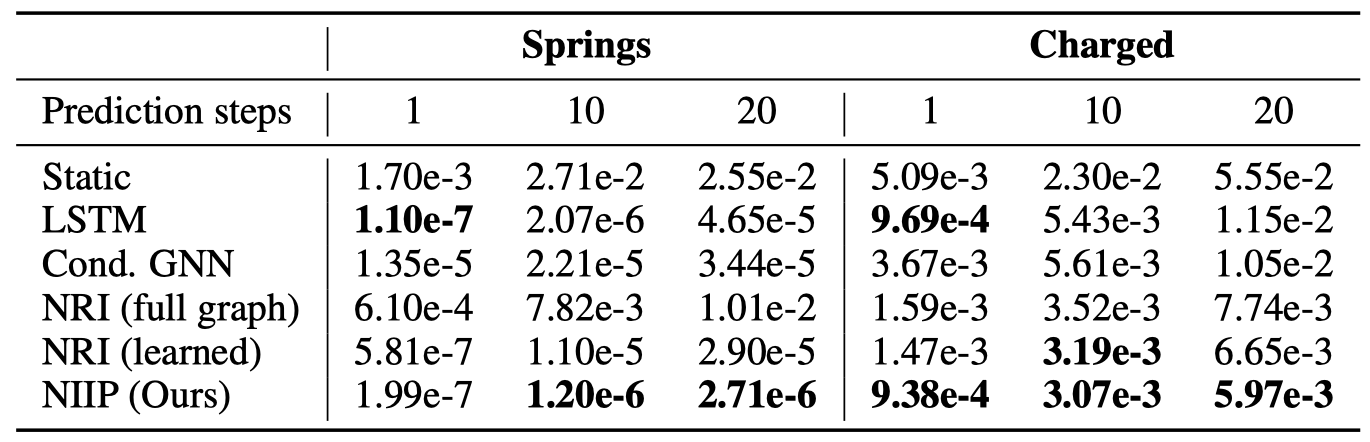 Springs Charged
Prediction steps 1 10 20 1 10 20
Static 1.70e-3 2.71e-2 2.55e-2 5.09e-3 2.30e-2 5.55e-2
LSTM 1.10e-7 2.07e-6 4.65e-5 9.69e-4 5.43e-3 1.15e-2
Cond. GNN 1.35e-5 2.21e-5 3.44e-5 3.67e-3 5.61e-3 1.05e-2
NRI (full graph) 6.10e-4 7.82e-3 1.01e-2 1.59e-3 3.52e-3 7.74e-3
NRI (learned) 5.81e-7 1.10e-5 2.90e-5 1.47e-3 3.19e-3 6.65e-3
NIIP (Ours) 1.99e-7 1.20e-6 2.71e-6 9.38e-4 3.07e-3 5.97e-3